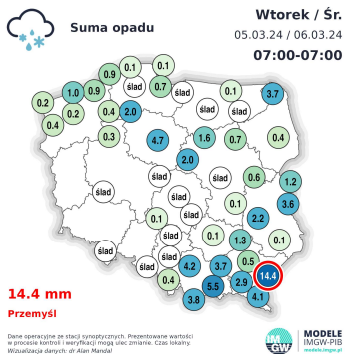 Wtorek / Śr.
Suma opadu
05.03.24 / 06.03.24
07:00-07:00
0.1
0.1
0.9
0.7
0.9
1.0
ślad
0.1
3.7
0.2
0.4
2.0
ślad
ślad
0.2
0.4
0.3
4.7
1.6
0.7
0.4
2.0
ślad
0.6
1.2
ślad
ślad
0.1
3.6
0.1
ślad
2.2
ślad
0.1
1.3
0.1
ślad
ślad
ślad
4.2
3.7
0.5
14.4
0.4
5.5
2.9
3.8
4.1
14.4 mm
Przemyśl
Dane operacyjne ze stacji synoptycznych. Prezentowane wartości
w procesie kontroli i weryfikacji mogą ulec zmianie. Czas lokalny.
Wizualizacja danych: dr Alan Mandal
IM
GW
MODELE
IMGW-PIB
modele.imgw.pl